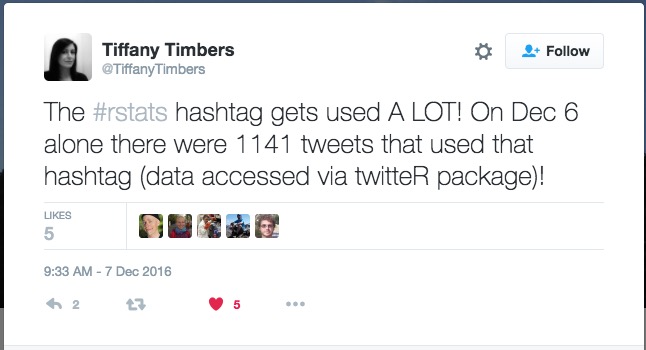 Tiffany Timbers
@TiffanyTimbers
Follow
The #rstats hashtag gets used A LOT! On Dec 6
alone there were 1141 tweets that used that
hashtag (data accessed via twitteR package)!
LIKES
5
9:33 AM - 7 Dec 2016
2
5